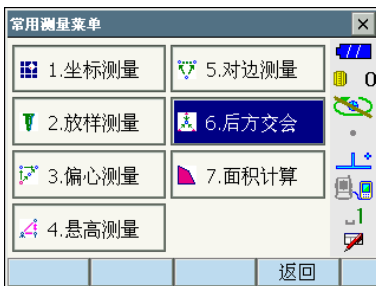 常用测量菜单
1.坐标测量
5.对边测量
2.放样测量
6.后方交会
3.偏心测量
7.面积计算
4.悬高测量
0
1
返回